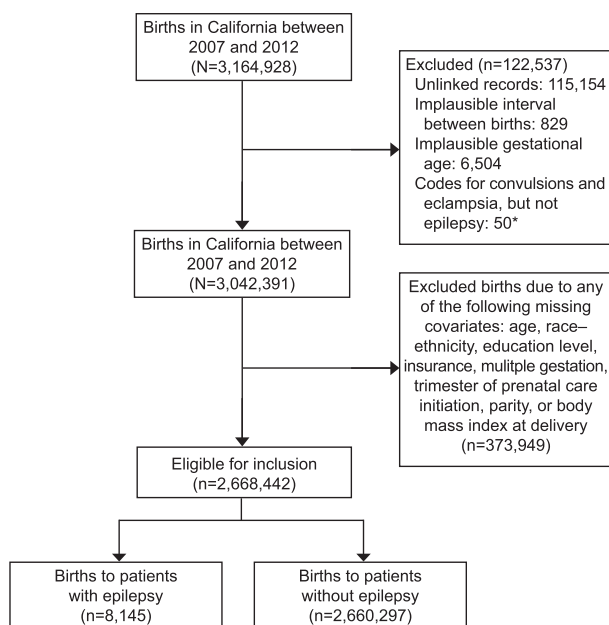 Births in California between
2007 and 2012
(N=3,164,928)
Excluded (n=122,537)
Unlinked records: 115,154
Implausible interval
between births: 829
Implausible gestational
age: 6,504
Codes for convulsions and
eclampsia, but not
epilepsy: 50*
Births in California between
2007 and 2012
(N=3,042,391)
Excluded births due to any
of the following missing
covariates: age, race–
ethnicity, education level,
insurance, mulitple gestation,
trimester of prenatal care
initiation, parity, or body
mass index at delivery
(n=373,949)
Eligible for inclusion
(n=2,668,442)
Births to patients
with epilepsy
(n=8,145)
Births to patients
without epilepsy
(n=2,660,297)